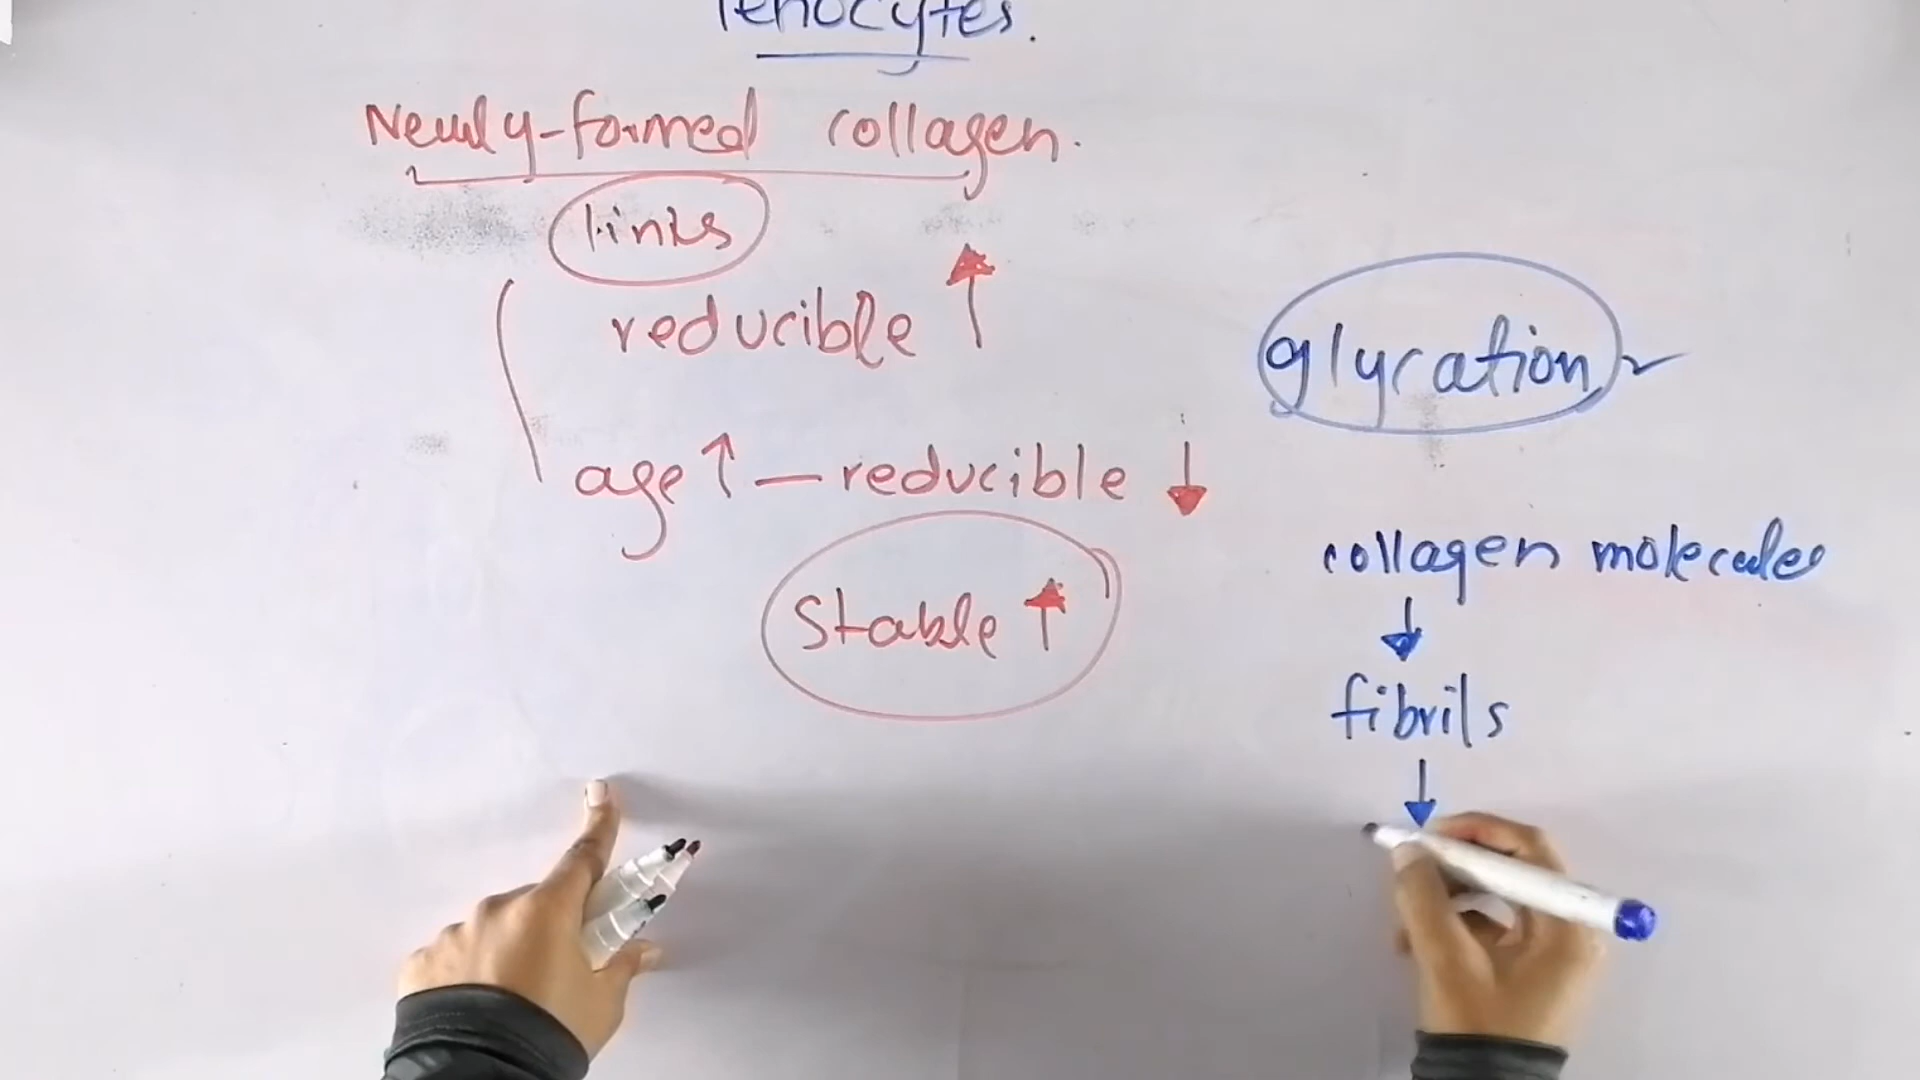 Tenocytes.
Newly-formed collagen.
links
reducible ↑
age ↑ — reducible ↓
Stable ↑
glycation
collagen molecules
↓
fibrils
↓